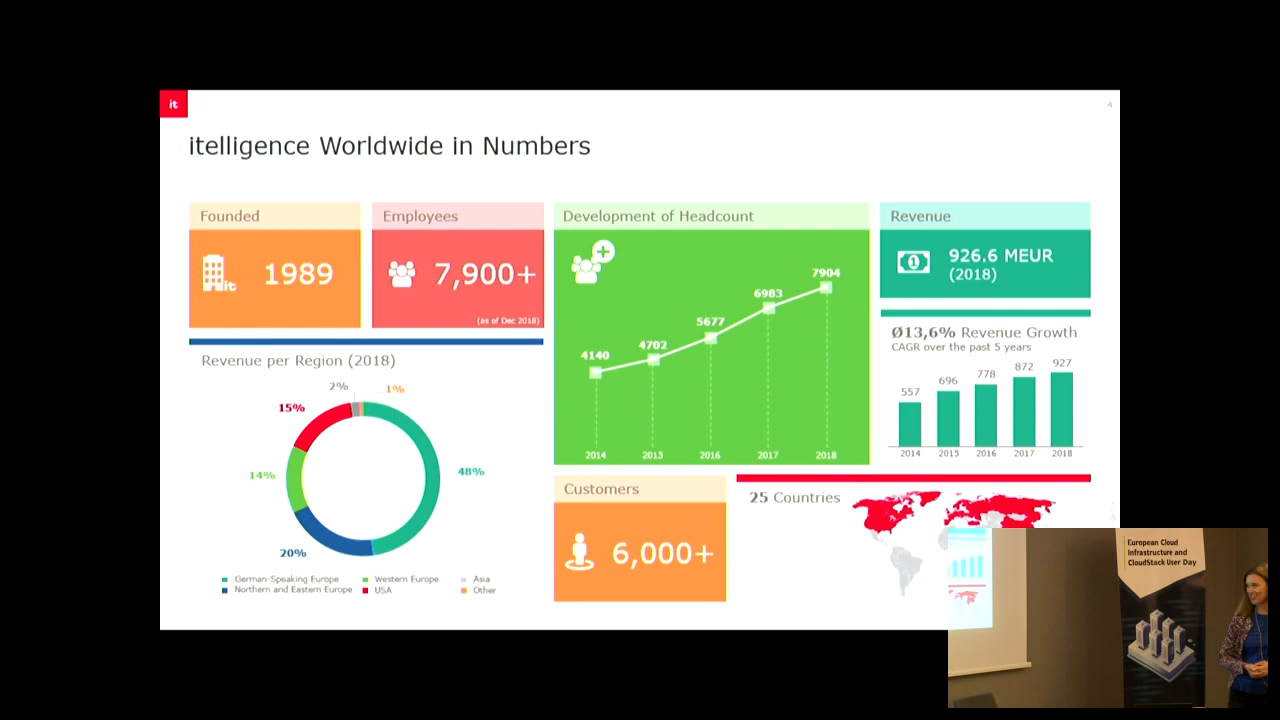 it
4
itelligence Worldwide in Numbers
Founded
1989
it
Employees
7,900+
(as of Dec 2018)
Development of Headcount
4140
4702
5677
6983
7904
2014
2015
2016
2017
2018
Revenue
926.6 MEUR
(2018)
Ø13,6% Revenue Growth
CAGR over the past 5 years
557
696
778
872
927
2014
2015
2016
2017
2018
Revenue per Region (2018)
2%
1%
15%
14%
48%
20%
German-Speaking Europe
Western Europe
Asia
Northern and Eastern Europe
USA
Other
Customers
6,000+
25 Countries
European Cloud
Infrastructure and
CloudStack User Day